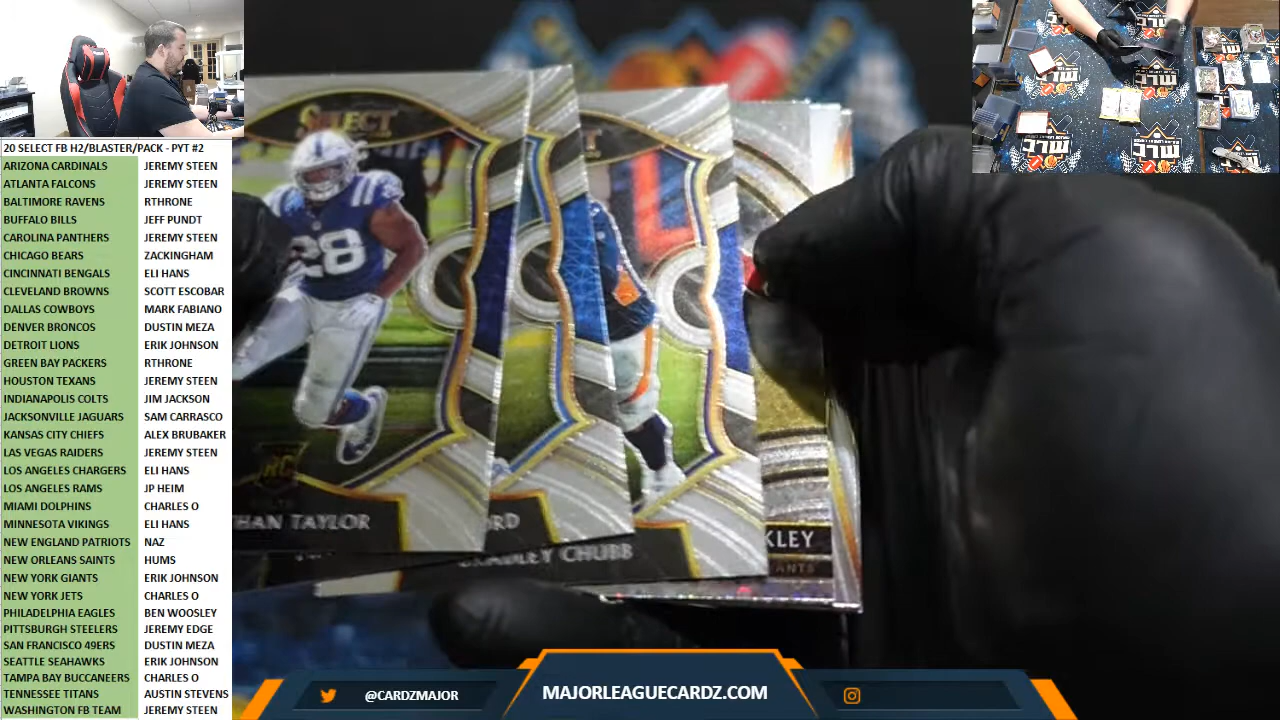 20 SELECT FB H2/BLASTER/PACK - PYT #2
ARIZONA CARDINALS JEREMY STEEN
ATLANTA FALCONS JEREMY STEEN
BALTIMORE RAVENS RTHRONE
BUFFALO BILLS JEFF PUNDT
CAROLINA PANTHERS JEREMY STEEN
CHICAGO BEARS ZACKINGHAM
CINCINNATI BENGALS ELI HANS
CLEVELAND BROWNS SCOTT ESCOBAR
DALLAS COWBOYS MARK FABIANO
DENVER BRONCOS DUSTIN MEZA
DETROIT LIONS ERIK JOHNSON
GREEN BAY PACKERS RTHRONE
HOUSTON TEXANS JEREMY STEEN
INDIANAPOLIS COLTS JIM JACKSON
JACKSONVILLE JAGUARS SAM CARRASCO
KANSAS CITY CHIEFS ALEX BRUBAKER
LAS VEGAS RAIDERS JEREMY STEEN
LOS ANGELES CHARGERS ELI HANS
LOS ANGELES RAMS JP HEIM
MIAMI DOLPHINS CHARLES O
MINNESOTA VIKINGS ELI HANS
NEW ENGLAND PATRIOTS NAZ
NEW ORLEANS SAINTS HUMS
NEW YORK GIANTS ERIK JOHNSON
NEW YORK JETS CHARLES O
PHILADELPHIA EAGLES BEN WOOSLEY
PITTSBURGH STEELERS JEREMY EDGE
SAN FRANCISCO 49ERS DUSTIN MEZA
SEATTLE SEAHAWKS ERIK JOHNSON
TAMPA BAY BUCCANEERS CHARLES O
TENNESSEE TITANS AUSTIN STEVENS
WASHINGTON FB TEAM JEREMY STEEN
SELECT
28
RC
THAN TAYLOR
ORD
BRADLEY CHUBB
KLEY
ANTS
MLC
@CARDZMAJOR
MAJORLEAGUECARDZ.COM